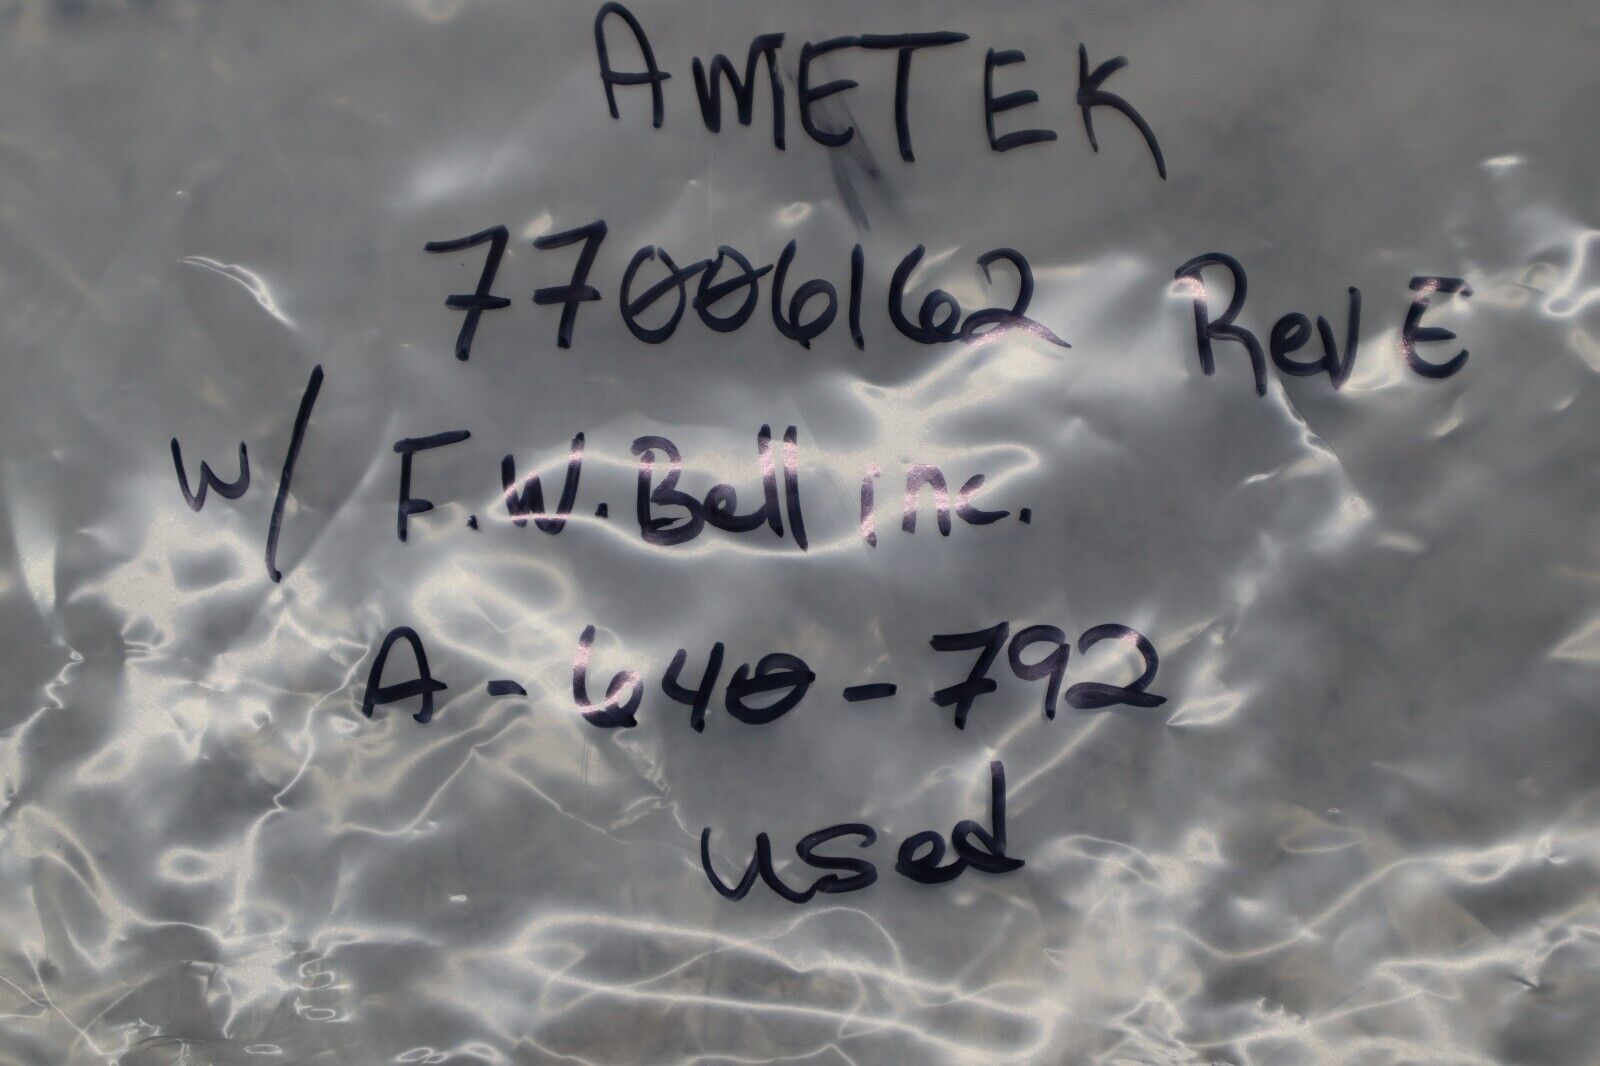 AMETEK
77006162 Rev E
w/ F.W. Bell inc.
A-640-792
used